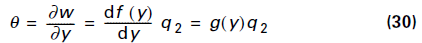 θ = ∂w/∂y = df (y)/dy q₂ = g(y)q₂ (30)